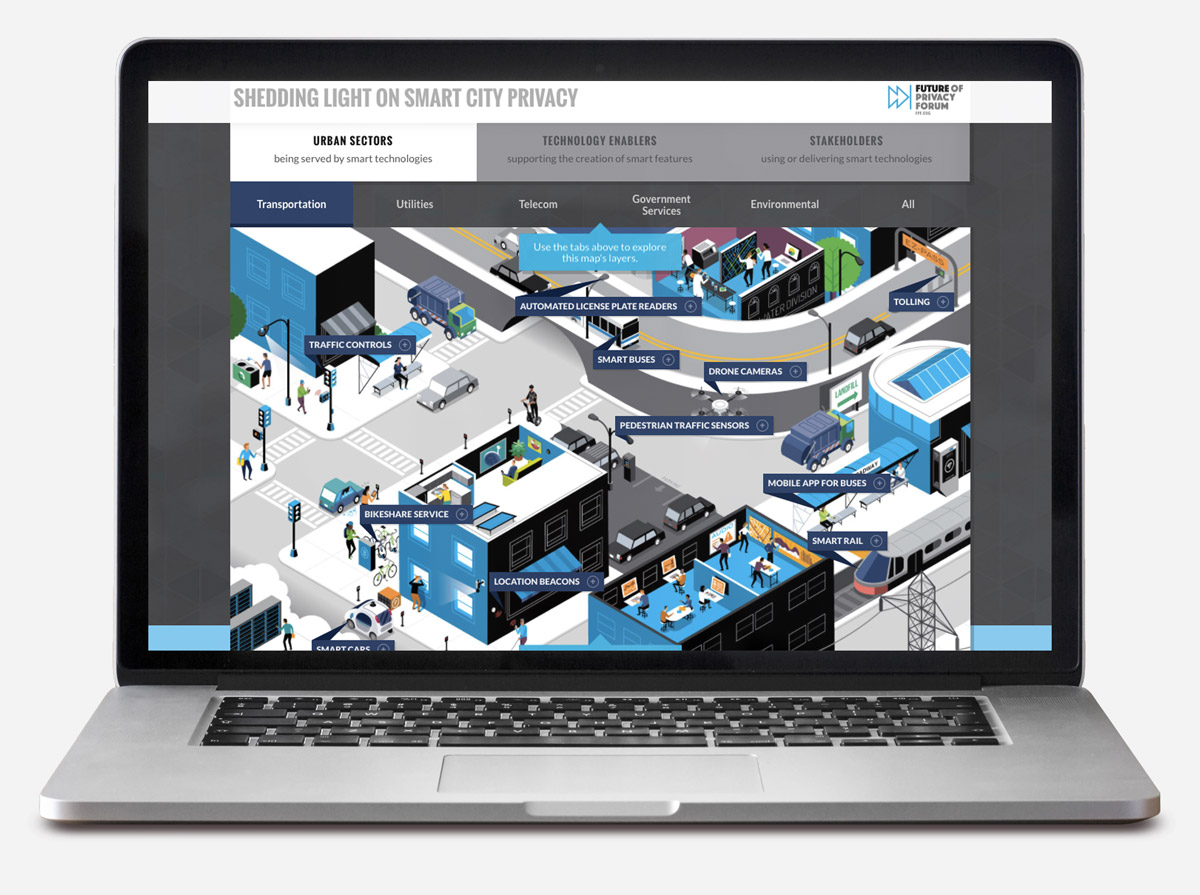 SHEDDING LIGHT ON SMART CITY PRIVACY
FUTURE OF
PRIVACY
FORUM
FPF.ORG
URBAN SECTORS
being served by smart technologies
TECHNOLOGY ENABLERS
supporting the creation of smart features
STAKEHOLDERS
using or delivering smart technologies
Transportation
Utilities
Telecom
Government
Services
Environmental
All
Use the tabs above to explore
this map's layers.
EZ-PASS
WATER DIVISION
AUTOMATED LICENSE PLATE READERS
TOLLING
TRAFFIC CONTROLS
SMART BUSES
DRONE CAMERAS
LANDFILL
PEDESTRIAN TRAFFIC SENSORS
MOBILE APP FOR BUSES
BIKESHARE SERVICE
SMART RAIL
LOCATION BEACONS
SMART CARS